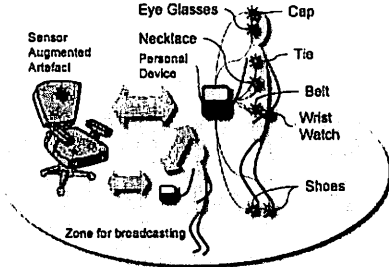 Eye Glasses
Cap
Sensor
Augmented
Artefact
Necklace
Personal
Device
Tie
Belt
Wrist
Watch
Shoes
Zone for broadcasting